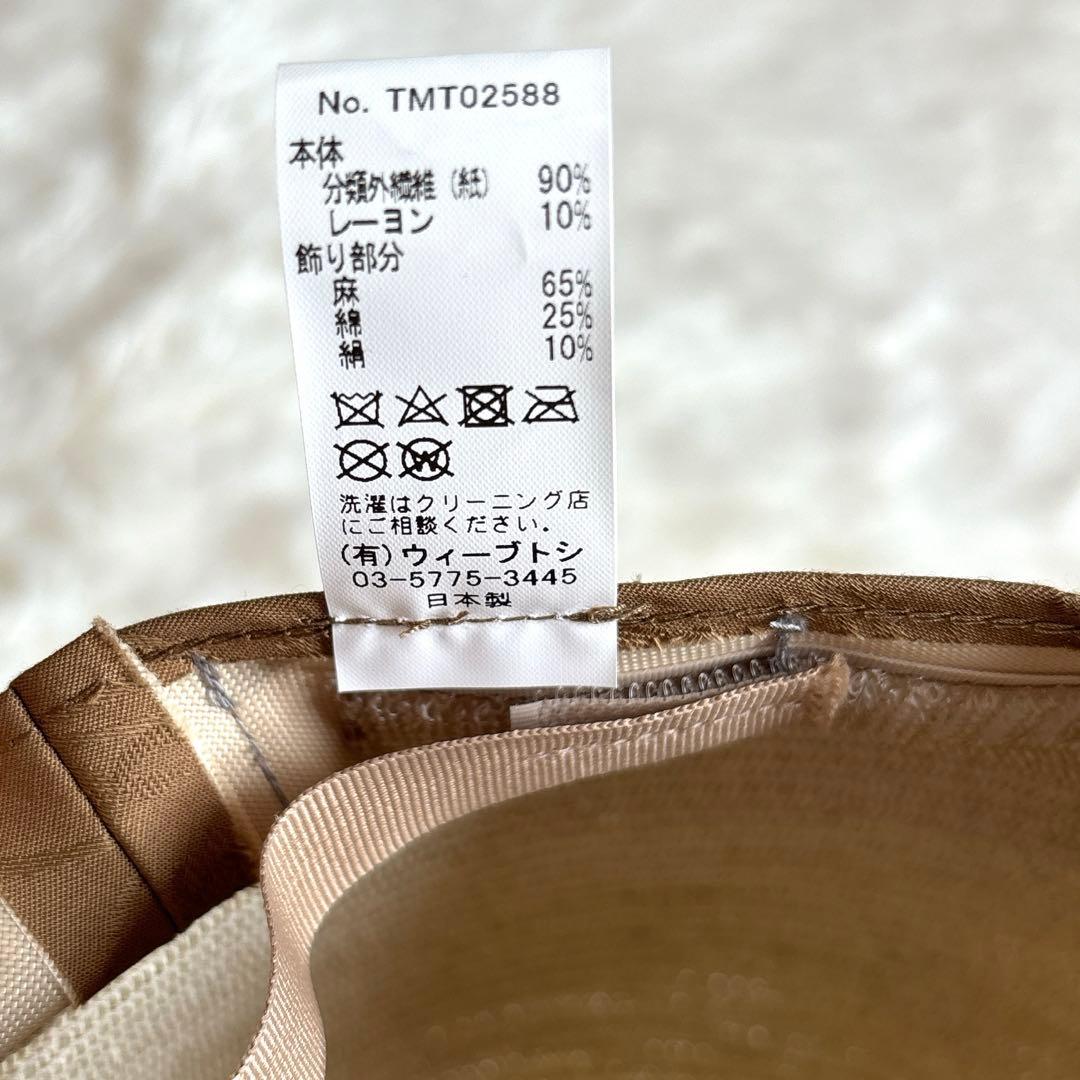 No. TMT02588
本体
分類外繊維（紙） 90%
レーヨン 10%
飾り部分
麻 65%
綿 25%
絹 10%
洗濯はクリーニング店
にご相談ください。
(有)ウィーブトシ
03-5775-3445
日本製